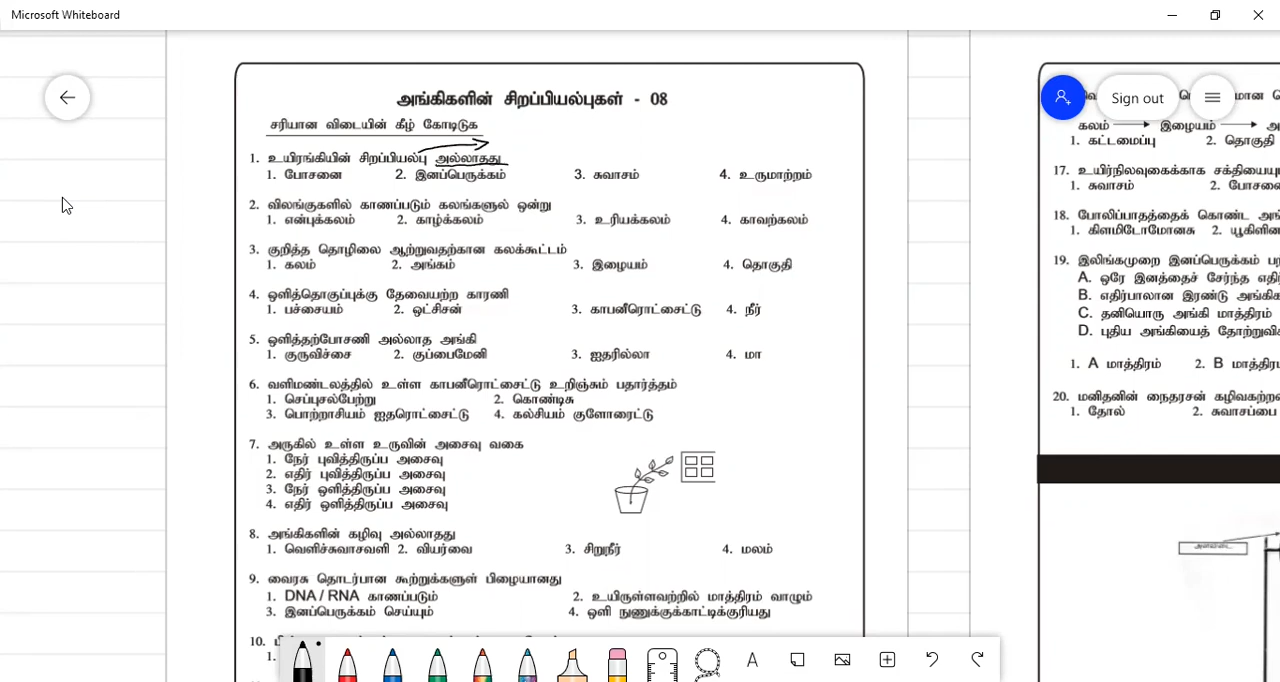 Microsoft Whiteboard
Sign out
அங்கிகளின் சிறப்பியல்புகள் - 08
சரியான விடையின் கீழ் கோடிடுக
1. உயிரங்கியின் சிறப்பியல்பு அல்லாதது
1. போசனை 2. இனப்பெருக்கம் 3. சுவாசம் 4. உருமாற்றம்
2. விலங்குகளில் காணப்படும் கலங்களுல் ஒன்று
1. என்புக்கலம் 2. காழ்க்கலம் 3. உரியக்கலம் 4. காவற்கலம்
3. குறித்த தொழிலை ஆற்றுவதற்கான கலக்கூட்டம்
1. கலம் 2. அங்கம் 3. இழையம் 4. தொகுதி
4. ஒளித்தொகுப்புக்கு தேவையற்ற காரணி
1. பச்சையம் 2. ஒட்சிசன் 3. காபனீரொட்சைட்டு 4. நீர்
5. ஒளித்தற்போசணி அல்லாத அங்கி
1. குருவிச்சை 2. குப்பைமேனி 3. ஐதரில்லா 4. மா
6. வளிமண்டலத்தில் உள்ள காபனீரொட்சைட்டு உறிஞ்சும் பதார்த்தம்
1. செப்புசல்பேற்று 2. கொண்டிசு
3. பொற்றாசியம் ஐதரொட்சைட்டு 4. கல்சியம் குளோரைட்டு
7. அருகில் உள்ள உருவின் அசைவு வகை
1. நேர் புவித்திருப்ப அசைவு
2. எதிர் புவித்திருப்ப அசைவு
3. நேர் ஒளித்திருப்ப அசைவு
4. எதிர் ஒளித்திருப்ப அசைவு
8. அங்கிகளின் கழிவு அல்லாதது
1. வெளிச்சுவாசவளி 2. வியர்வை 3. சிறுநீர் 4. மலம்
9. வைரசு தொடர்பான கூற்றுக்களுள் பிழையானது
1. DNA / RNA காணப்படும் 2. உயிருள்ளவற்றில் மாத்திரம் வாழும்
3. இனப்பெருக்கம் செய்யும் 4. ஒளி நுணுக்குக்காட்டிக்குரியது
10.
1.
கலம் → இழையம் →
1. கட்டமைப்பு 2. தொகுதி
17. உயிர்நிலவுகைக்காக
1. சுவாசம் 2.
18. போலிப்பாதத்தைக் கொண்ட
1. கிளமிடோமோனசு 2.
19. இலிங்கமுறை இனப்பெருக்கம்
A. ஒரே இனத்தைச் சேர்ந்த
B. எதிர்பாலான இரண்டு
C. தனியொரு அங்கி மாத்திரம்
D. புதிய அங்கியைத்
1. A மாத்திரம் 2. B
20. மனிதனின் நைதரசன்
1. தோல் 2. சுவாசப்பை